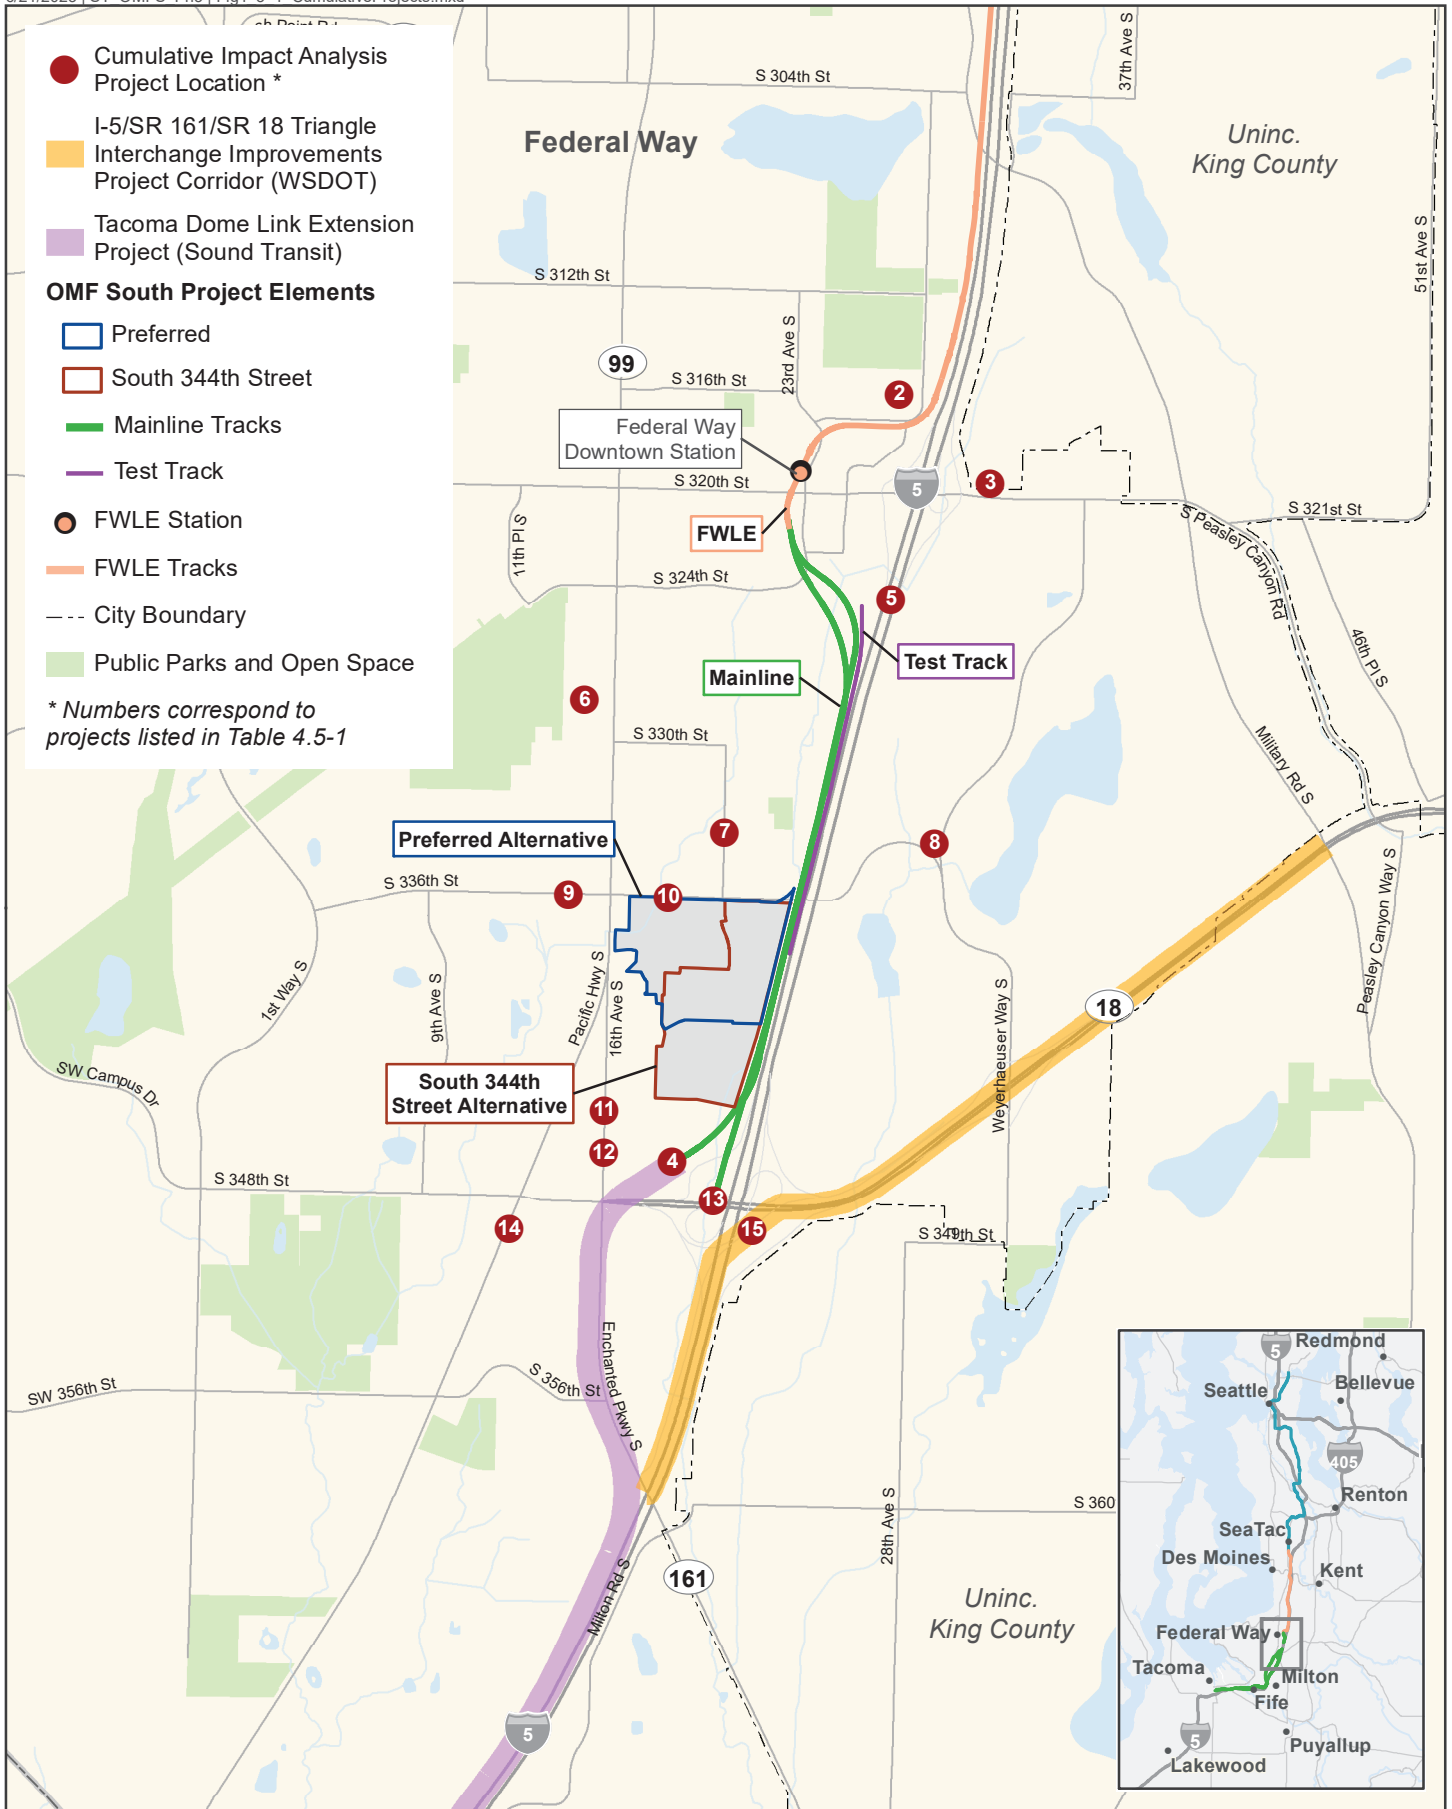 Cumulative Impact Analysis
Project Location *
I-5/SR 161/SR 18 Triangle
Interchange Improvements
Project Corridor (WSDOT)
Tacoma Dome Link Extension
Project (Sound Transit)
OMF South Project Elements
Preferred
South 344th Street
Mainline Tracks
Test Track
FWLE Station
FWLE Tracks
City Boundary
Public Parks and Open Space
* Numbers correspond to
projects listed in Table 4.5-1
S 304th St
37th Ave S
Federal Way
Uninc.
King County
51st Ave S
S 312th St
23rd Ave S
99
S 316th St
2
Federal Way
Downtown Station
S 320th St
5
3
S 321st St
S Peasley Canyon Rd
FWLE
11th Pl S
S 324th St
5
Test Track
Mainline
46th Pl S
6
S 330th St
Military Rd S
7
8
Preferred Alternative
S 336th St
9
10
Peasley Canyon Way S
1st Way S
9th Ave S
Pacific Hwy S
16th Ave S
Weyerhaeuser Way S
18
SW Campus Dr
South 344th
Street Alternative
11
12
4
S 348th St
13
14
15
S 349th St
Enchanted Pkwy S
S 356th St
SW 356th St
28th Ave S
S 360
161
Milton Rd S
Uninc.
King County
5
5
Redmond
Seattle
Bellevue
405
Renton
SeaTac
Des Moines
Kent
Federal Way
Tacoma
Milton
Fife
5
Puyallup
Lakewood